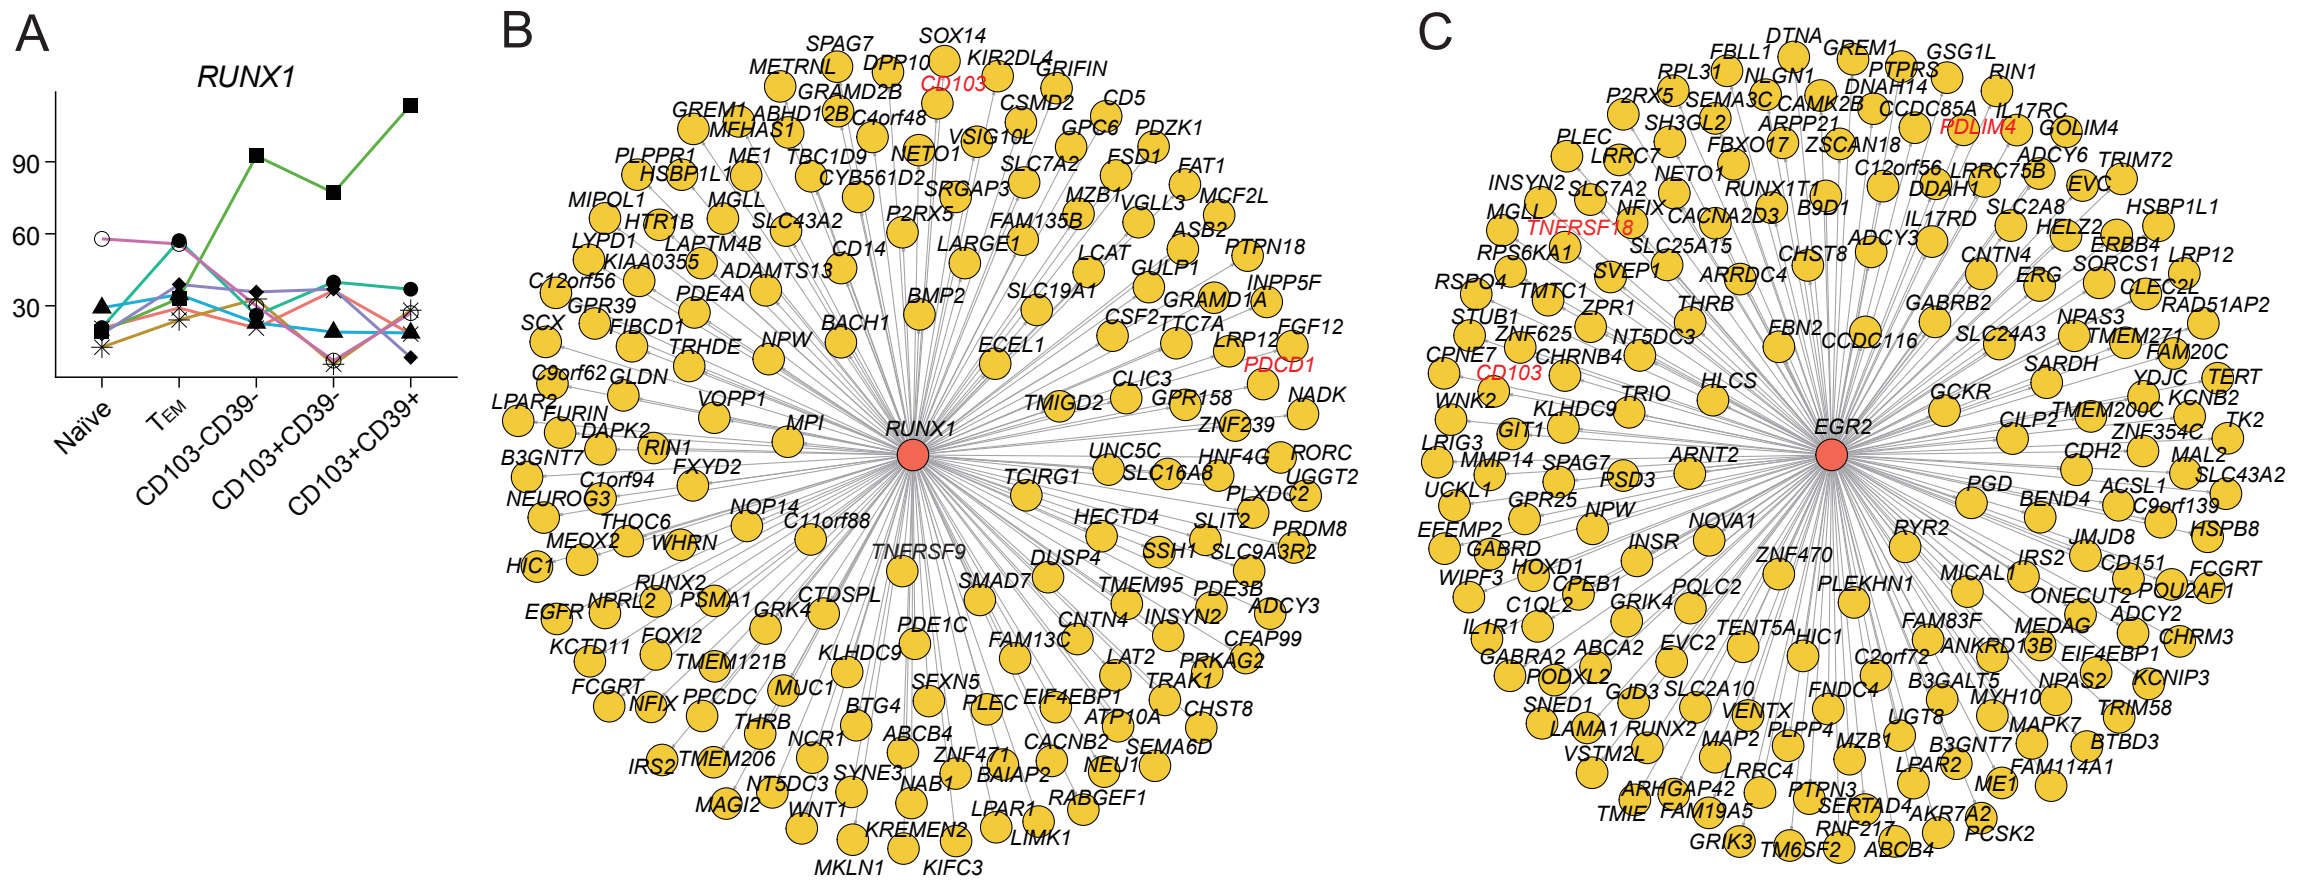 A
RUNX1
90
60
30
Naïve
TEM
CD103-CD39-
CD103+CD39-
CD103+CD39+
B
SOX14
SPAG7
DPP10
KIR2DL4
METRNL
GRIFIN
CD103
GRAMD2B
CD5
GREM1
ABHD12B
C4orf48
CSMD2
MFHAS1
VSIG10L
GPC6
PDZK1
PLPPR1
ME1
TBC1D9
NETO1
SLC7A2
FSD1
FAT1
HSBP1L1
CYB561D2
SRGAP3
MZB1
MCF2L
MIPOL1
HTR1B
MGLL
SLC43A2
P2RX5
FAM135B
VGLL3
ASB2
LYPD1
LAPTM4B
CD14
LARGE1
LCAT
PTPN18
KIAA0355
ADAMTS13
GULP1
INPP5F
C12orf56
GPR39
PDE4A
BMP2
SLC19A1
GRAMD1A
SCX
FIBCD1
BACH1
CSF2
TTC7A
FGF12
TRHDE
NPW
ECEL1
LRP12
PDCD1
C9orf62
GLDN
CLIC3
NADK
LPAR2
FURIN
VOPP1
TMIGD2
GPR158
DAPK2
MPI
RUNX1
ZNF239
B3GNT7
RIN1
UNC5C
HNF4G
RORC
C1orf94
FXYD2
TCIRG1
SLC16A8
UGGT2
NEUROG3
PLXDC2
NOP14
THOC6
C11orf88
HECTD4
SLIT2
PRDM8
MEOX2
WHRN
TNFRSF9
DUSP4
SSH1
SLC9A3R2
HIC1
RUNX2
SMAD7
TMEM95
PDE3B
EGFR
NPRL2
PSMA1
GRK4
CTDSPL
INSYN2
ADCY3
KCTD11
FOXI2
PDE1C
FAM13C
CNTN4
CFAP99
TMEM121B
KLHDC9
LAT2
PRKAG2
FCGRT
NFIX
PPCDC
MUC1
SFXN5
PLEC
EIF4EBP1
TRAK1
THRB
BTG4
ATP10A
CHST8
IRS2
TMEM206
NCR1
ABCB4
ZNF471
CACNB2
SEMA6D
NT5DC3
SYNE3
NAB1
BAIAP2
NEU1
MAGI2
WNT1
LPAR1
RABGEF1
KREMEN2
LIMK1
MKLN1
KIFC3
C
DTNA
FBLL1
GREM1
GSG1L
RPL31
NLGN1
PTPRS
RIN1
P2RX5
SEMA3C
CAMK2B
DNAH14
CCDC85A
IL17RC
PLEC
SH3GL2
ARPP21
PDLIM4
GOLIM4
LRRC7
FBXO17
ZSCAN18
ADCY6
INSYN2
NETO1
C12orf56
LRRC75B
TRIM72
SLC7A2
RUNX1T1
DDAH1
EVC
MGLL
NFIX
CACNA2D3
B9D1
IL17RD
SLC2A8
HSBP1L1
TNFRSF18
HELZ2
RPS6KA1
SLC25A15
CHST8
ADCY3
CNTN4
ERBB4
LRP12
RSPO4
SVEP1
ARRDC4
ERG
SORCS1
TMTC1
CLEC2L
STUB1
ZPR1
THRB
GABRB2
RAD51AP2
ZNF625
NT5DC3
FBN2
CCDC116
SLC24A3
NPAS3
TMEM271
CPNE7
CHRNB4
SARDH
FAM20C
CD103
HLCS
YDJC
TERT
WNK2
KLHDC9
TRIO
GCKR
KCNB2
GIT1
EGR2
CILP2
TMEM200C
TK2
LRIG3
MMP14
SPAG7
ARNT2
CDH2
ZNF354C
MAL2
PSD3
SLC43A2
UCKL1
GPR25
PGD
BEND4
ACSL1
C9orf139
EFEMP2
NPW
NOVA1
RYR2
HSPB8
GABRD
INSR
JMJD8
WIPF3
HOXD1
ZNF470
IRS2
CD151
FCGRT
CPEB1
PQLC2
PLEKHN1
MICAL1
POU2AF1
C1QL2
GRIK4
ONECUT2
ADCY2
IL1R1
TENT5A
FAM83F
MEDAG
CHRM3
GABRA2
ABCA2
EVC2
HIC1
ANKRD13B
EIF4EBP1
PODXL2
C2orf72
KCNIP3
SNED1
GJD3
SLC2A10
FNDC4
B3GALT5
NPAS2
MYH10
TRIM58
LAMA1
RUNX2
VENTX
PLPP4
UGT8
MAPK7
VSTM2L
MAP2
MZB1
B3GNT7
BTBD3
LRRC4
LPAR2
FAM114A1
ARHGAP42
PTPN3
ME1
TMIE
FAM19A5
SERTAD4
AKR7A2
GRIK3
RNF217
PCSK2
TM6SF2
ABCB4